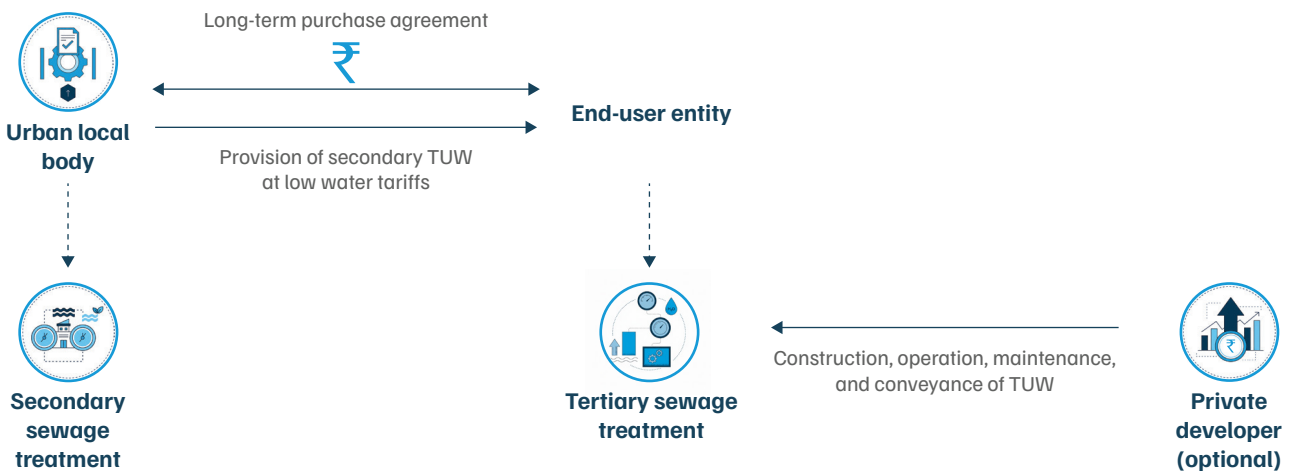 Long-term purchase agreement
₹
Urban local
body
End-user entity
Provision of secondary TUW
at low water tariffs
Secondary
sewage
treatment
Tertiary sewage
treatment
Construction, operation, maintenance,
and conveyance of TUW
₹
Private
developer
(optional)